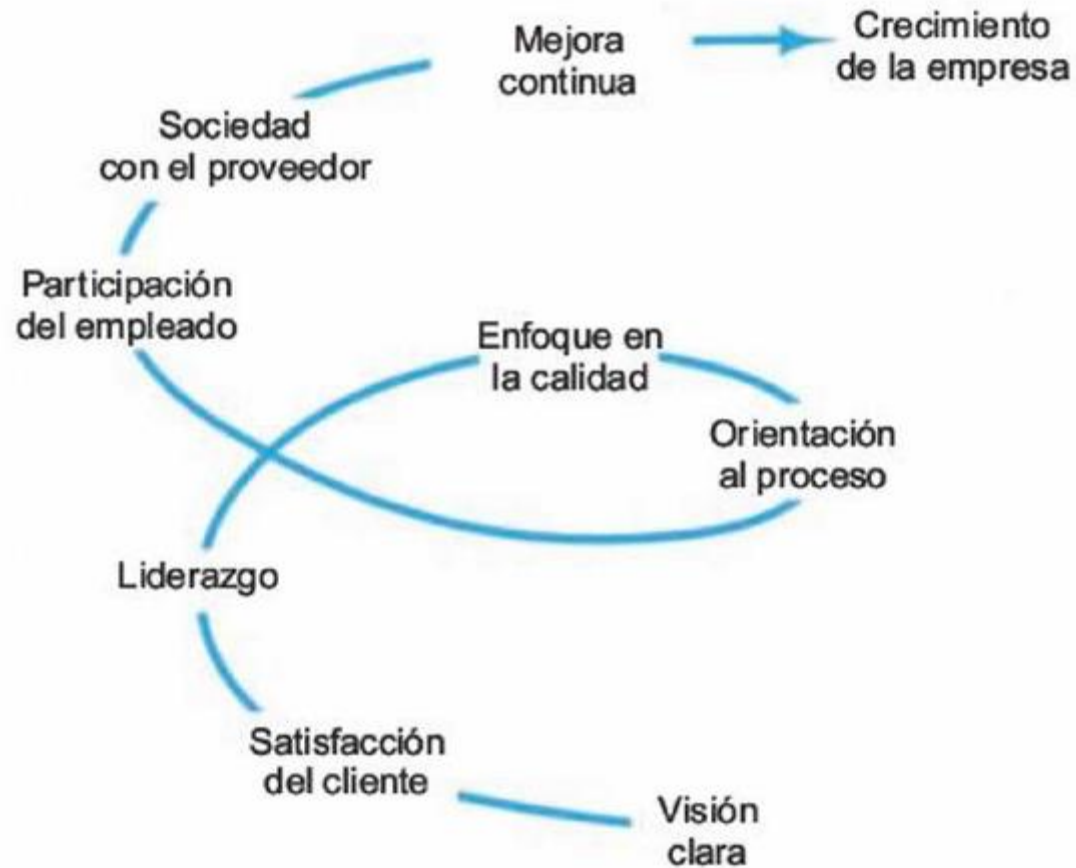 Mejora
continua
Crecimiento
de la empresa
Sociedad
con el proveedor
Participación
del empleado
Enfoque en
la calidad
Orientación
al proceso
Liderazgo
Satisfacción
del cliente
Visión
clara